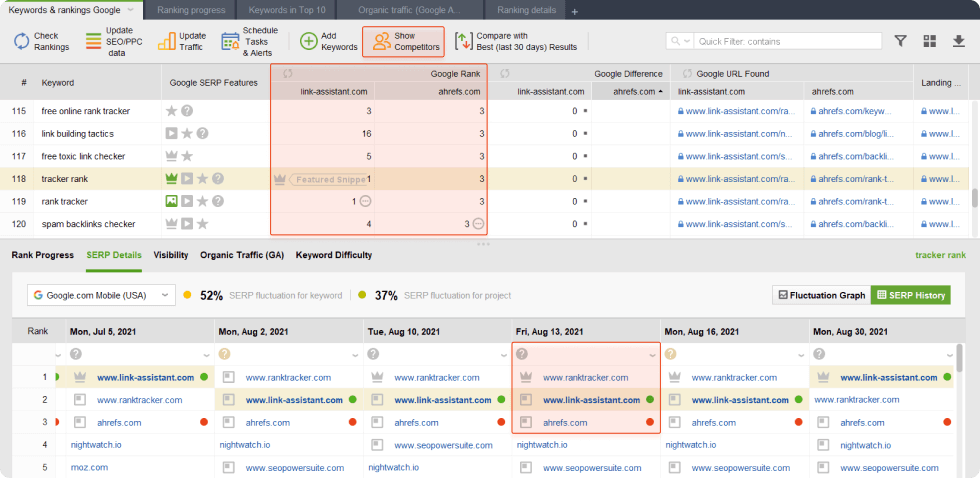 Keywords & rankings Google Ranking progress Keywords in Top 10 Organic traffic (Google A... Ranking details +
Check Rankings
Update SEO/PPC data
Update Traffic
Schedule Tasks & Alerts
Add Keywords
Show Competitors
Compare with Best (last 30 days) Results
Quick Filter: contains
# Keyword Google SERP Features Google Rank Google Difference Google URL Found Landing ...
link-assistant.com ahrefs.com link-assistant.com ahrefs.com link-assistant.com ahrefs.com
115 free online rank tracker 3 3 0 www.link-assistant.com/ra... ahrefs.com/keyw... www.l...
116 link building tactics 16 3 0 www.link-assistant.com/n... ahrefs.com/blog/li... www.l...
117 free toxic link checker 5 3 0 www.link-assistant.com/s... ahrefs.com/backli... www.l...
118 tracker rank Featured Snippe 1 3 0 www.link-assistant.com/ra... ahrefs.com/rank-t... www.l...
119 rank tracker 1 3 0 www.link-assistant.com/ra... ahrefs.com/rank-t... www.l...
120 spam backlinks checker 4 3 0 www.link-assistant.com/s... ahrefs.com/backli... www.l...
Rank Progress SERP Details Visibility Organic Traffic (GA) Keyword Difficulty tracker rank
Google.com Mobile (USA) 52% SERP fluctuation for keyword 37% SERP fluctuation for project Fluctuation Graph SERP History
Rank Mon, Jul 5, 2021 Mon, Aug 2, 2021 Tue, Aug 10, 2021 Fri, Aug 13, 2021 Mon, Aug 16, 2021 Mon, Aug 30, 2021
1 www.link-assistant.com www.ranktracker.com www.ranktracker.com www.ranktracker.com www.ranktracker.com www.link-assistant.com
2 www.ranktracker.com www.link-assistant.com www.link-assistant.com www.link-assistant.com www.link-assistant.com www.ranktracker.com
3 ahrefs.com ahrefs.com ahrefs.com ahrefs.com ahrefs.com ahrefs.com
4 nightwatch.io nightwatch.io www.seopowersuite.com nightwatch.io nightwatch.io nightwatch.io
5 moz.com www.seopowersuite.com nightwatch.io www.seopowersuite.com www.seopowersuite.com www.seopowersuite.com